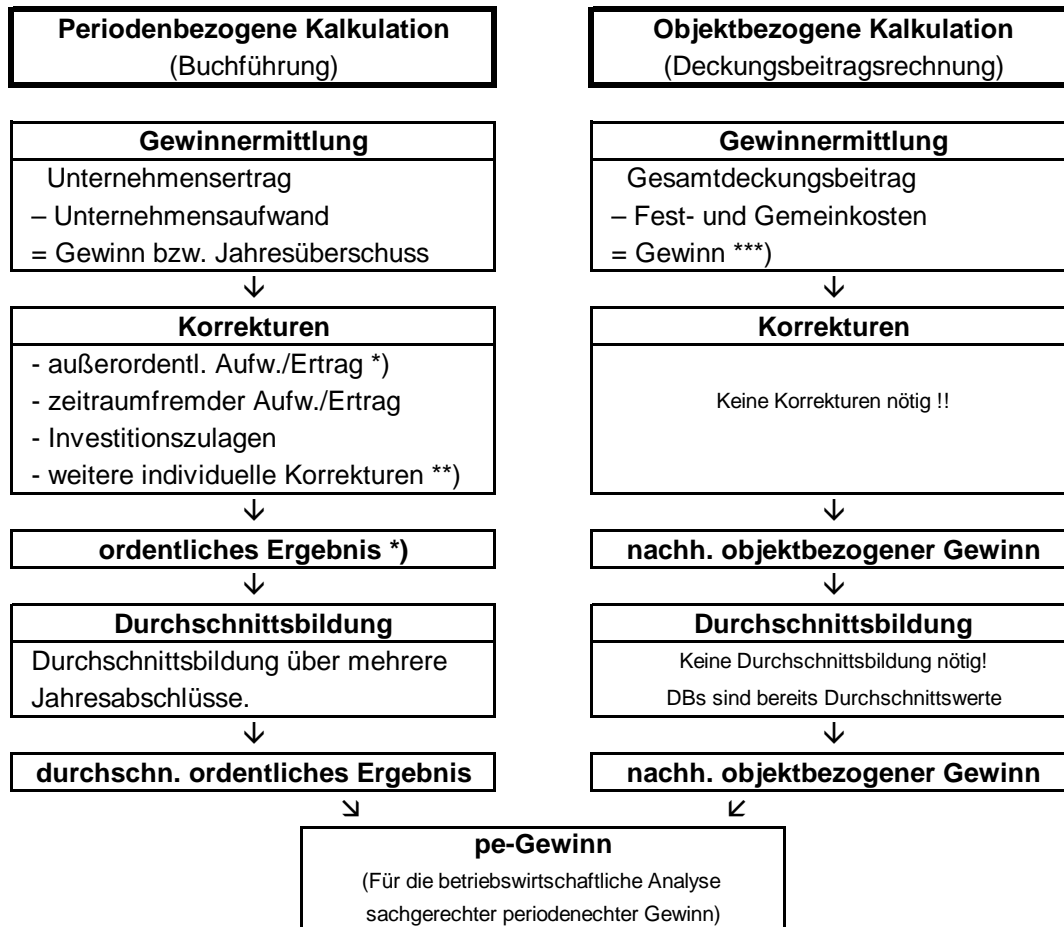 Periodenbezogene Kalkulation
(Buchführung)
Gewinnermittlung
Unternehmensertrag
– Unternehmensaufwand
= Gewinn bzw. Jahresüberschuss
Korrekturen
- außerordentl. Aufw./Ertrag *)
- zeitraumfremder Aufw./Ertrag
- Investitionszulagen
- weitere individuelle Korrekturen **)
ordentliches Ergebnis *)
Durchschnittsbildung
Durchschnittsbildung über mehrere
Jahresabschlüsse.
durchschn. ordentliches Ergebnis
Objektbezogene Kalkulation
(Deckungsbeitragsrechnung)
Gewinnermittlung
Gesamtdeckungsbeitrag
– Fest- und Gemeinkosten
= Gewinn ***)
Korrekturen
Keine Korrekturen nötig !!
nachh. objektbezogener Gewinn
Durchschnittsbildung
Keine Durchschnittsbildung nötig!
DBs sind bereits Durchschnittswerte
nachh. objektbezogener Gewinn
pe-Gewinn
(Für die betriebswirtschaftliche Analyse
sachgerechter periodenechter Gewinn)